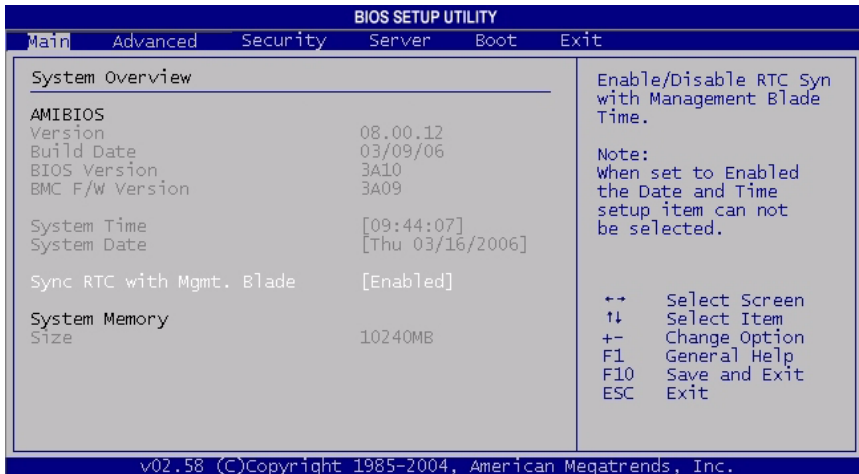 BIOS SETUP UTILITY
Main Advanced Security Server Boot Exit
System Overview
AMIBIOS
Version 08.00.12
Build Date 03/09/06
BIOS Version 3A10
BMC F/W Version 3A09
System Time [09:44:07]
System Date [Thu 03/16/2006]
Sync RTC with Mgmt. Blade [Enabled]
System Memory
Size 10240MB
Enable/Disable RTC Syn
with Management Blade
Time.
Note:
When set to Enabled
the Date and Time
setup item can not
be selected.
←→ Select Screen
↑↓ Select Item
+- Change Option
F1 General Help
F10 Save and Exit
ESC Exit
v02.58 (C)Copyright 1985-2004, American Megatrends, Inc.